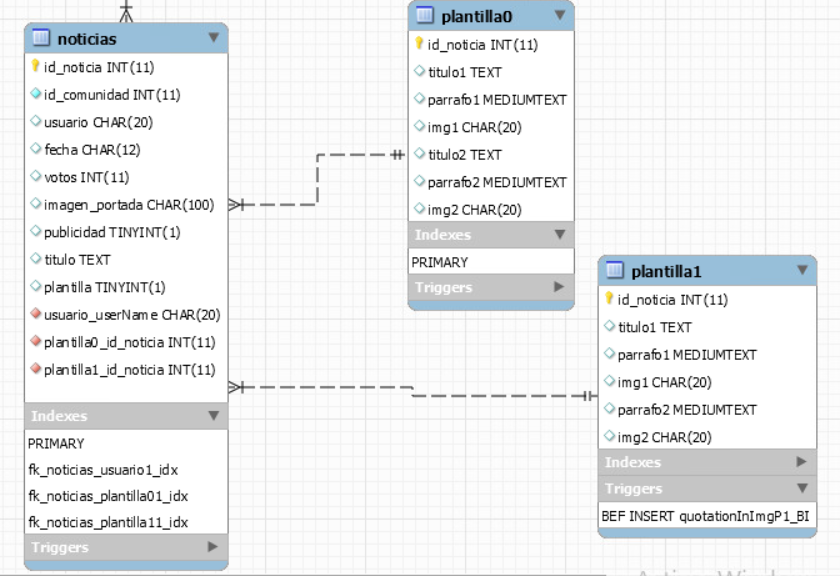 noticias
id_noticia INT(11)
id_comunidad INT(11)
usuario CHAR(20)
fecha CHAR(12)
votos INT(11)
imagen_portada CHAR(100)
publicidad TINYINT(1)
titulo TEXT
plantilla TINYINT(1)
usuario_userName CHAR(20)
plantilla0_id_noticia INT(11)
plantilla1_id_noticia INT(11)
Indexes
PRIMARY
fk_noticias_usuario1_idx
fk_noticias_plantilla01_idx
fk_noticias_plantilla11_idx
Triggers
plantilla0
id_noticia INT(11)
titulo1 TEXT
parrafo1 MEDIUMTEXT
img1 CHAR(20)
titulo2 TEXT
parrafo2 MEDIUMTEXT
img2 CHAR(20)
Indexes
PRIMARY
Triggers
plantilla1
id_noticia INT(11)
titulo1 TEXT
parrafo1 MEDIUMTEXT
img1 CHAR(20)
parrafo2 MEDIUMTEXT
img2 CHAR(20)
Indexes
Triggers
BEF INSERT quotationInImgP1_BI